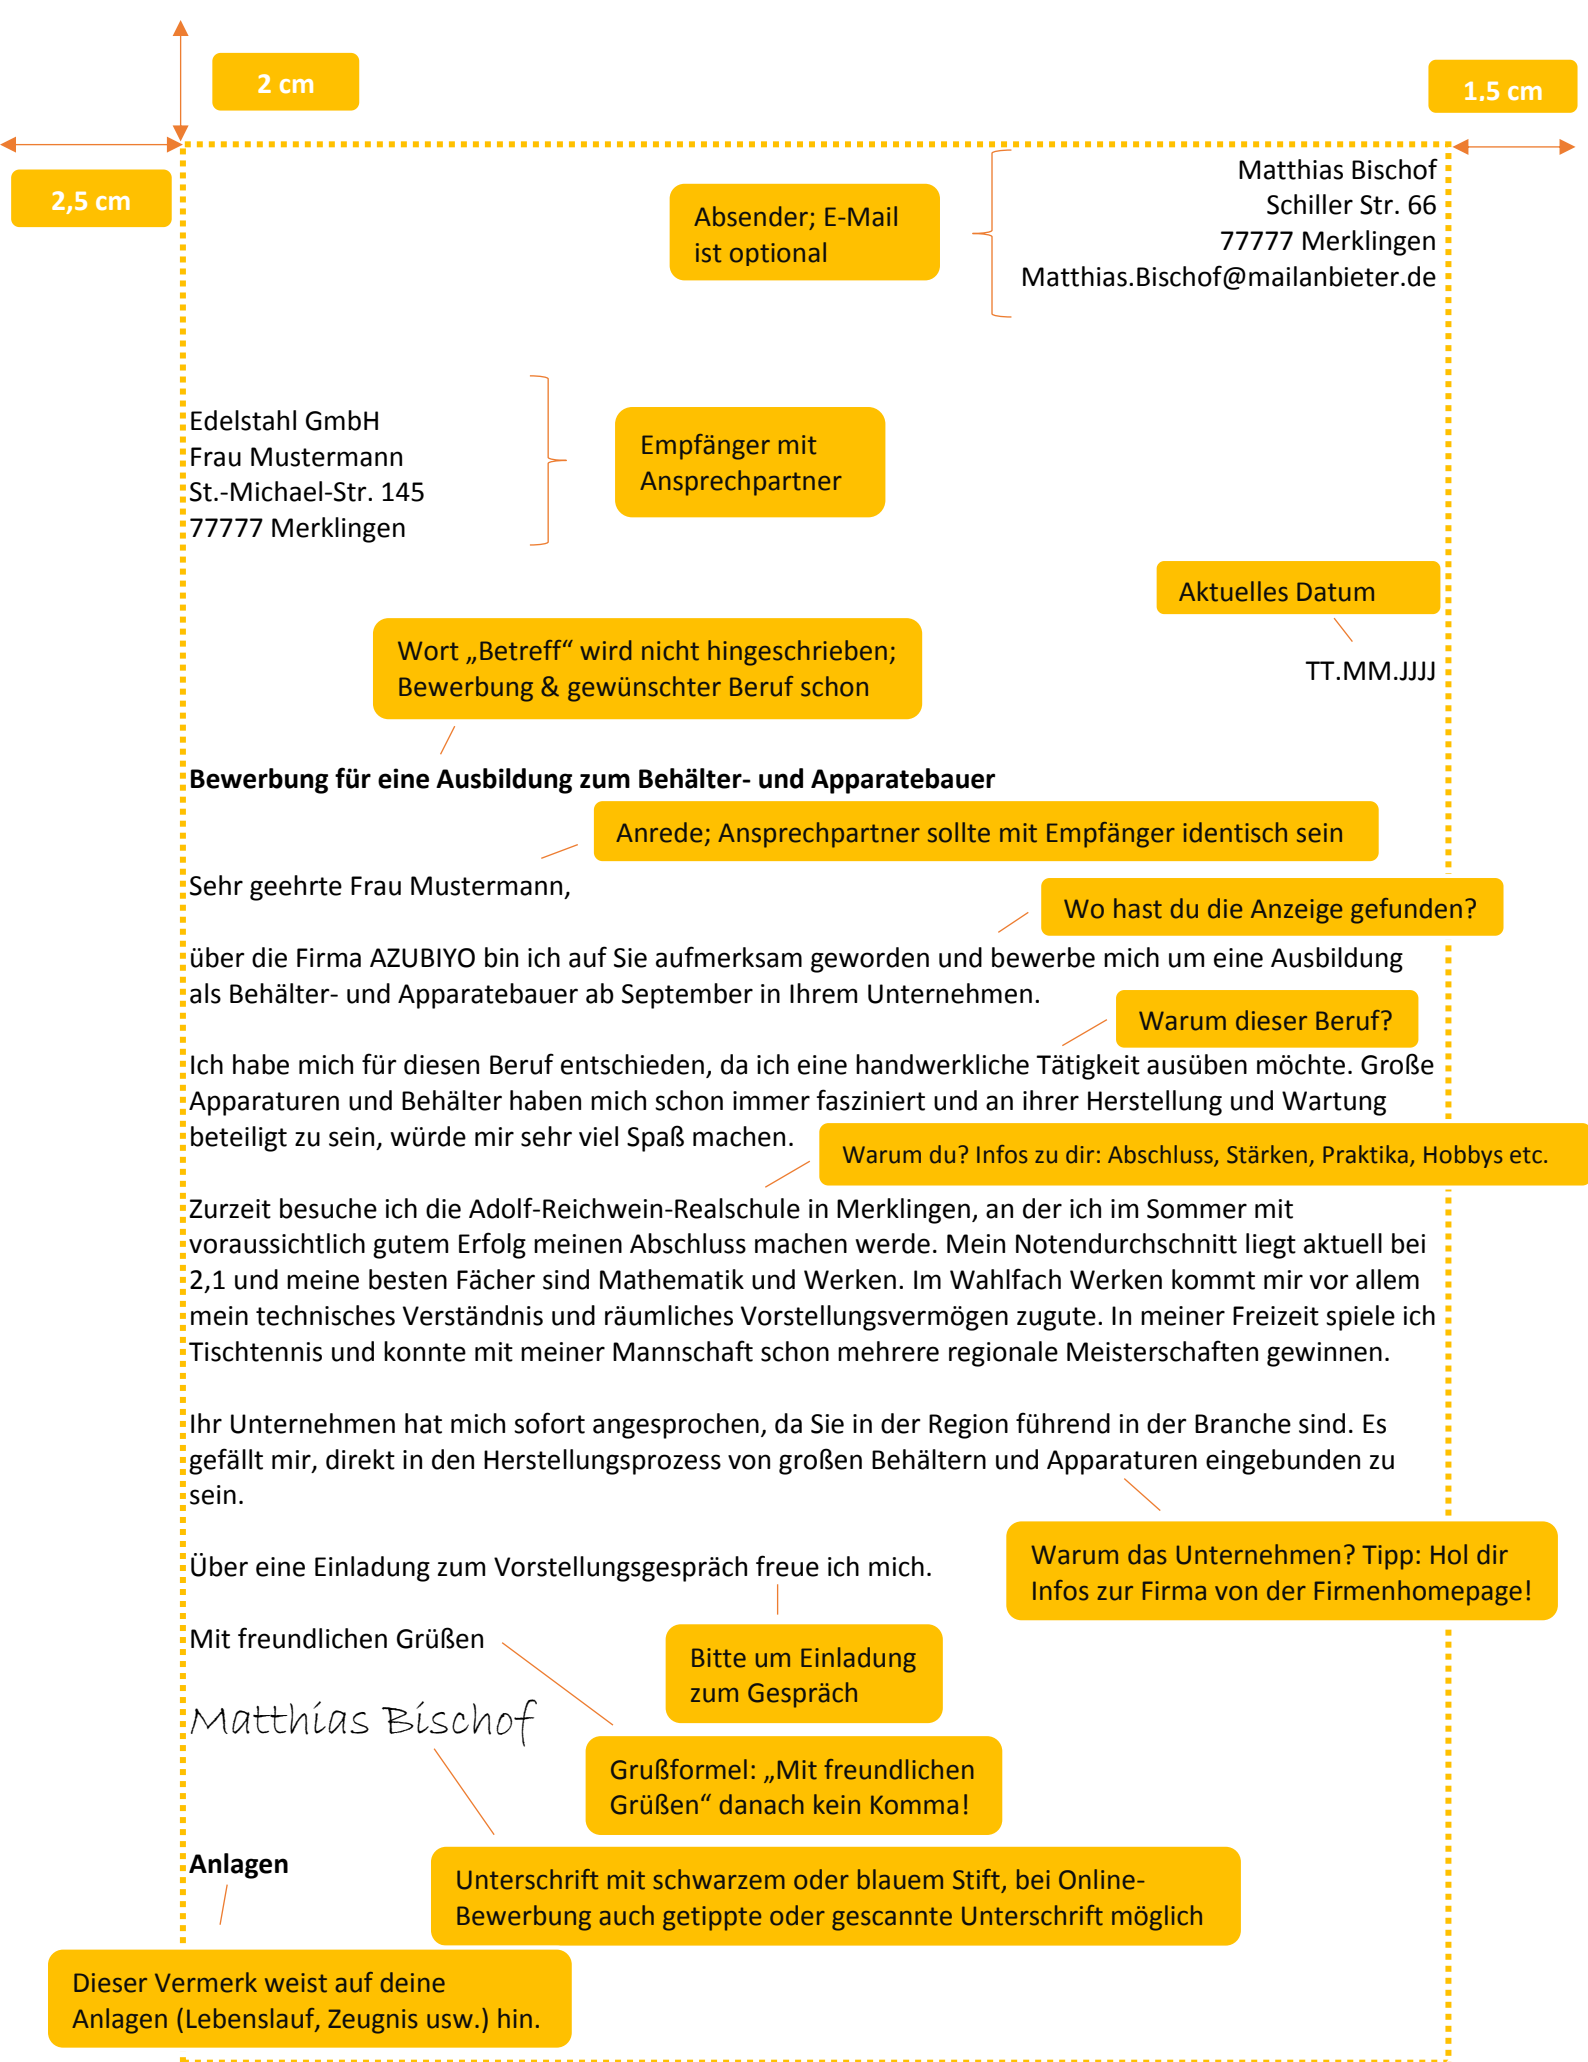 2 cm
1,5 cm
2,5 cm
Matthias Bischof
Schiller Str. 66
77777 Merklingen
Matthias.Bischof@mailanbieter.de
Absender; E-Mail
ist optional
Edelstahl GmbH
Frau Mustermann
St.-Michael-Str. 145
77777 Merklingen
Empfänger mit
Ansprechpartner
Aktuelles Datum
TT.MM.JJJJ
Wort „Betreff“ wird nicht hingeschrieben;
Bewerbung & gewünschter Beruf schon
Bewerbung für eine Ausbildung zum Behälter- und Apparatebauer
Anrede; Ansprechpartner sollte mit Empfänger identisch sein
Sehr geehrte Frau Mustermann,
Wo hast du die Anzeige gefunden?
über die Firma AZUBIYO bin ich auf Sie aufmerksam geworden und bewerbe mich um eine Ausbildung
als Behälter- und Apparatebauer ab September in Ihrem Unternehmen.
Warum dieser Beruf?
Ich habe mich für diesen Beruf entschieden, da ich eine handwerkliche Tätigkeit ausüben möchte. Große
Apparaturen und Behälter haben mich schon immer fasziniert und an ihrer Herstellung und Wartung
beteiligt zu sein, würde mir sehr viel Spaß machen.
Warum du? Infos zu dir: Abschluss, Stärken, Praktika, Hobbys etc.
Zurzeit besuche ich die Adolf-Reichwein-Realschule in Merklingen, an der ich im Sommer mit
voraussichtlich gutem Erfolg meinen Abschluss machen werde. Mein Notendurchschnitt liegt aktuell bei
2,1 und meine besten Fächer sind Mathematik und Werken. Im Wahlfach Werken kommt mir vor allem
mein technisches Verständnis und räumliches Vorstellungsvermögen zugute. In meiner Freizeit spiele ich
Tischtennis und konnte mit meiner Mannschaft schon mehrere regionale Meisterschaften gewinnen.
Ihr Unternehmen hat mich sofort angesprochen, da Sie in der Region führend in der Branche sind. Es
gefällt mir, direkt in den Herstellungsprozess von großen Behältern und Apparaturen eingebunden zu
sein.
Warum das Unternehmen? Tipp: Hol dir
Infos zur Firma von der Firmenhomepage!
Über eine Einladung zum Vorstellungsgespräch freue ich mich.
Mit freundlichen Grüßen
Bitte um Einladung
zum Gespräch
Matthias Bischof
Grußformel: „Mit freundlichen
Grüßen“ danach kein Komma!
Anlagen
Unterschrift mit schwarzem oder blauem Stift, bei Online-
Bewerbung auch getippte oder gescannte Unterschrift möglich
Dieser Vermerk weist auf deine
Anlagen (Lebenslauf, Zeugnis usw.) hin.